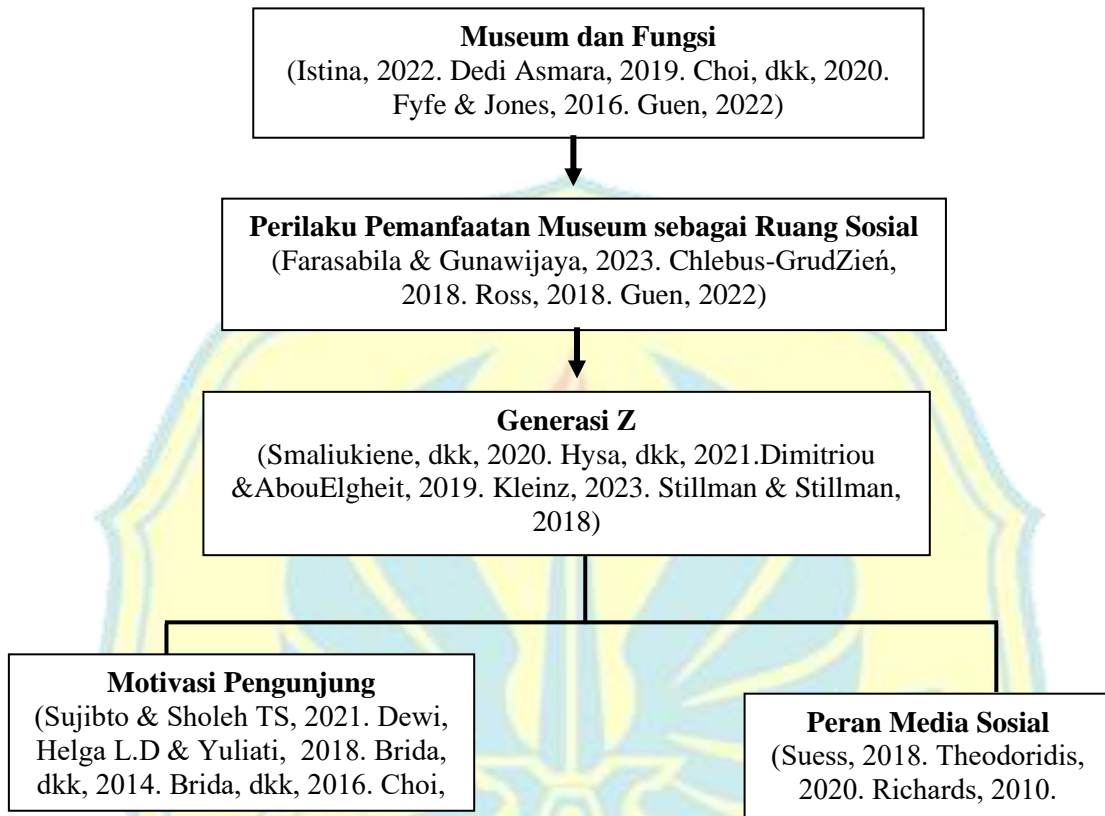 Museum dan Fungsi
(Istina, 2022. Dedi Asmara, 2019. Choi, dkk, 2020.
Fyfe & Jones, 2016. Guen, 2022)
Perilaku Pemanfaatan Museum sebagai Ruang Sosial
(Farasabila & Gunawijaya, 2023. Chlebus-GrudZień,
2018. Ross, 2018. Guen, 2022)
Generasi Z
(Smaliukiene, dkk, 2020. Hysa, dkk, 2021.Dimitriou
&AbouElgheit, 2019. Kleinz, 2023. Stillman & Stillman,
2018)
Motivasi Pengunjung
(Sujibto & Sholeh TS, 2021. Dewi,
Helga L.D & Yuliati, 2018. Brida,
dkk, 2014. Brida, dkk, 2016. Choi,
Peran Media Sosial
(Suess, 2018. Theodoridis,
2020. Richards, 2010.